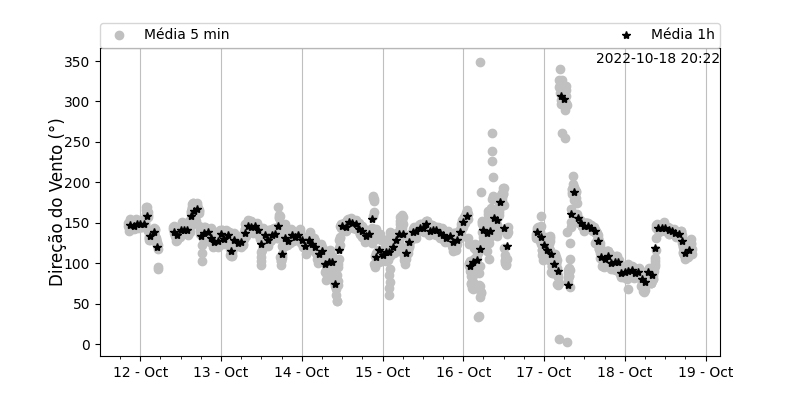 Média 5 min
Média 1h
2022-10-18 20:22
Direção do Vento (°)
350
300
250
200
150
100
50
0
12 - Oct
13 - Oct
14 - Oct
15 - Oct
16 - Oct
17 - Oct
18 - Oct
19 - Oct